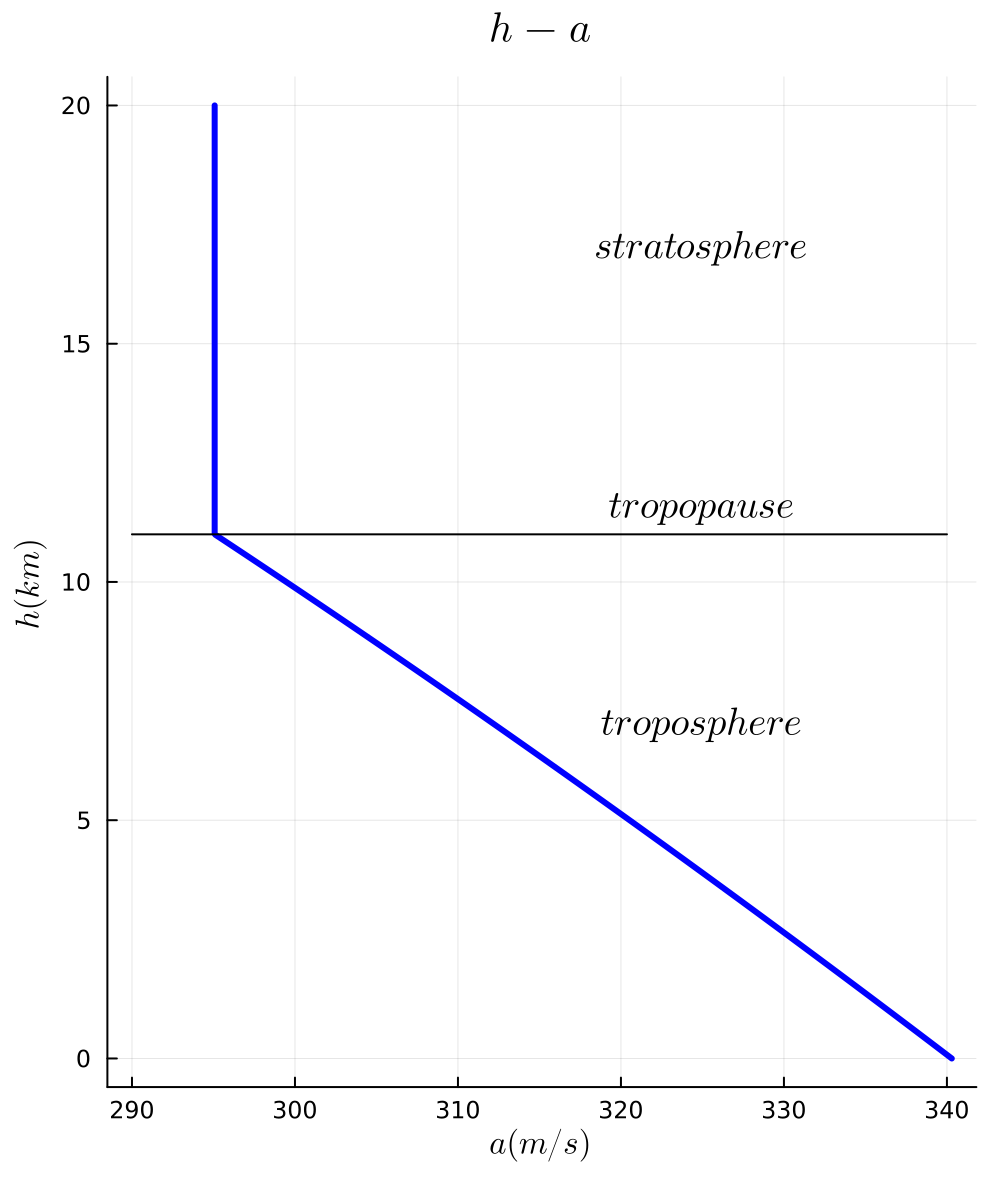 h − a
20
stratosphere
15
tropopause
10
h(km)
troposphere
5
0
290 300 310 320 330 340
a(m/s)